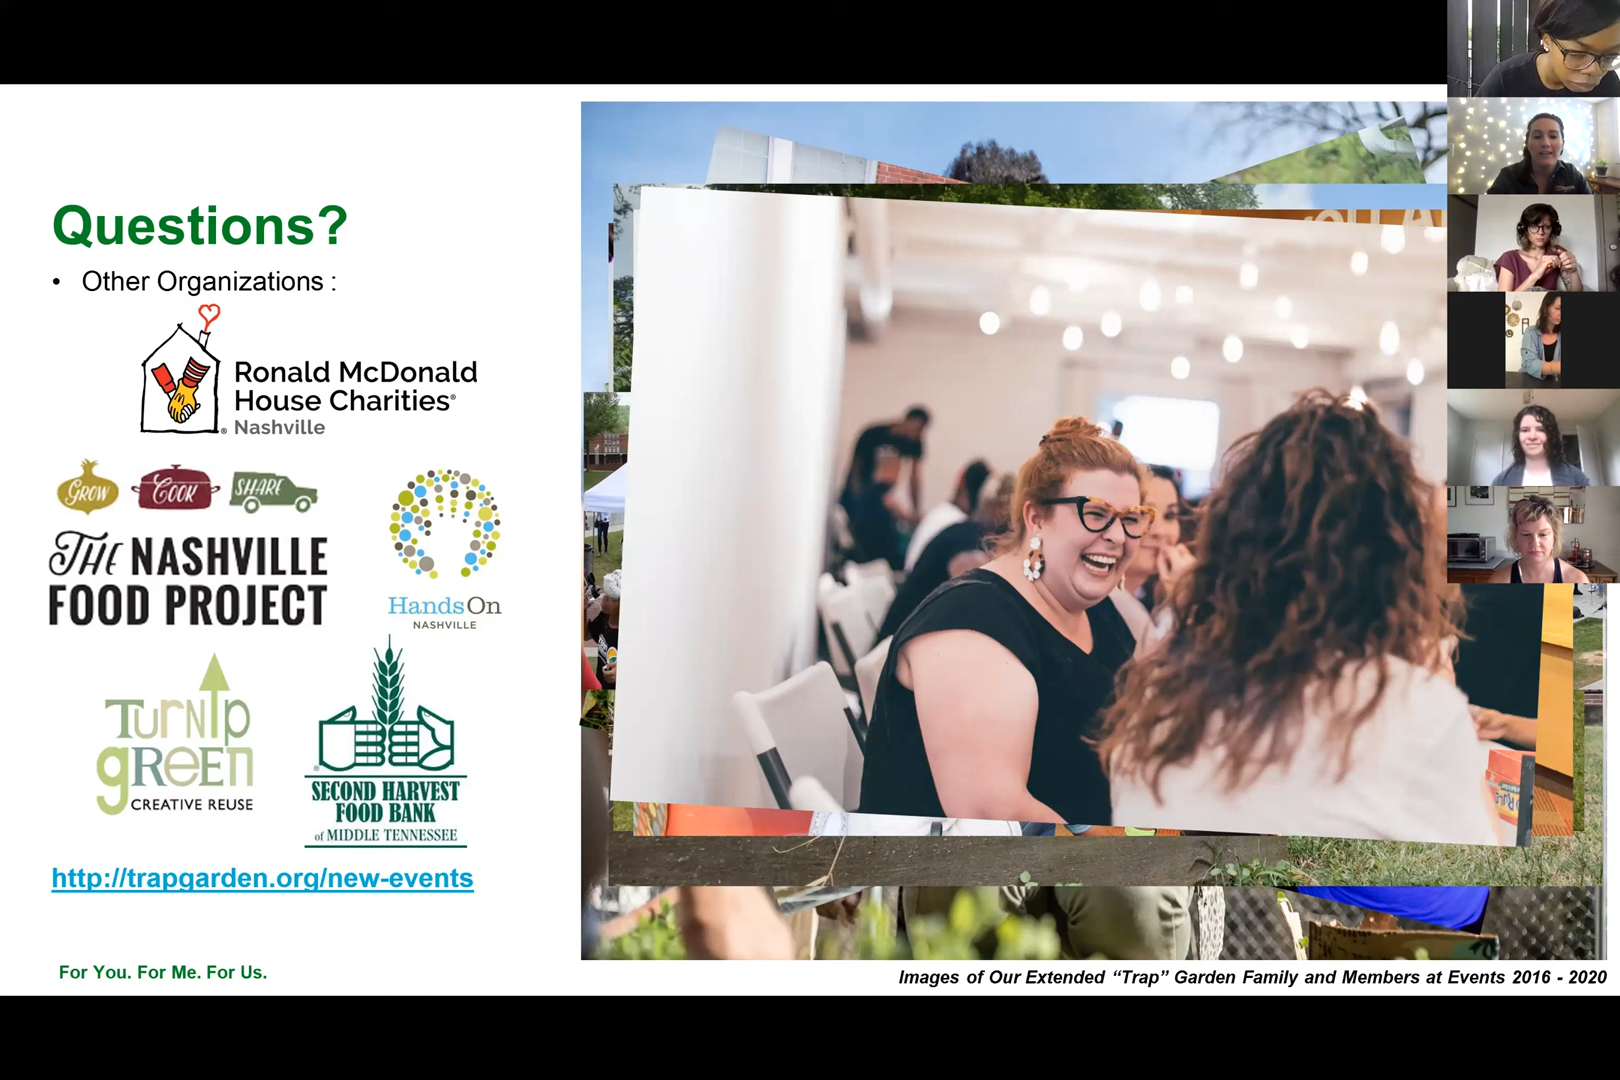 Questions?
• Other Organizations :
Ronald McDonald
House Charities®
® Nashville
GROW COOK SHARE
THE NASHVILLE
FOOD PROJECT
HandsOn
NASHVILLE
TURNIP
GREEN
CREATIVE REUSE
®
SECOND HARVEST
FOOD BANK
of MIDDLE TENNESSEE
http://trapgarden.org/new-events
For You. For Me. For Us.
Images of Our Extended “Trap” Garden Family and Members at Events 2016 - 2020